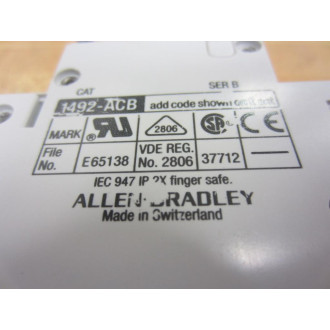 CAT SER B
1492-ACB add code shown on
MARK 2806
File No. E65138 VDE REG. No. 2806 37712
IEC 947 IP 2X finger safe.
ALLEN-BRADLEY
Made in Switzerland